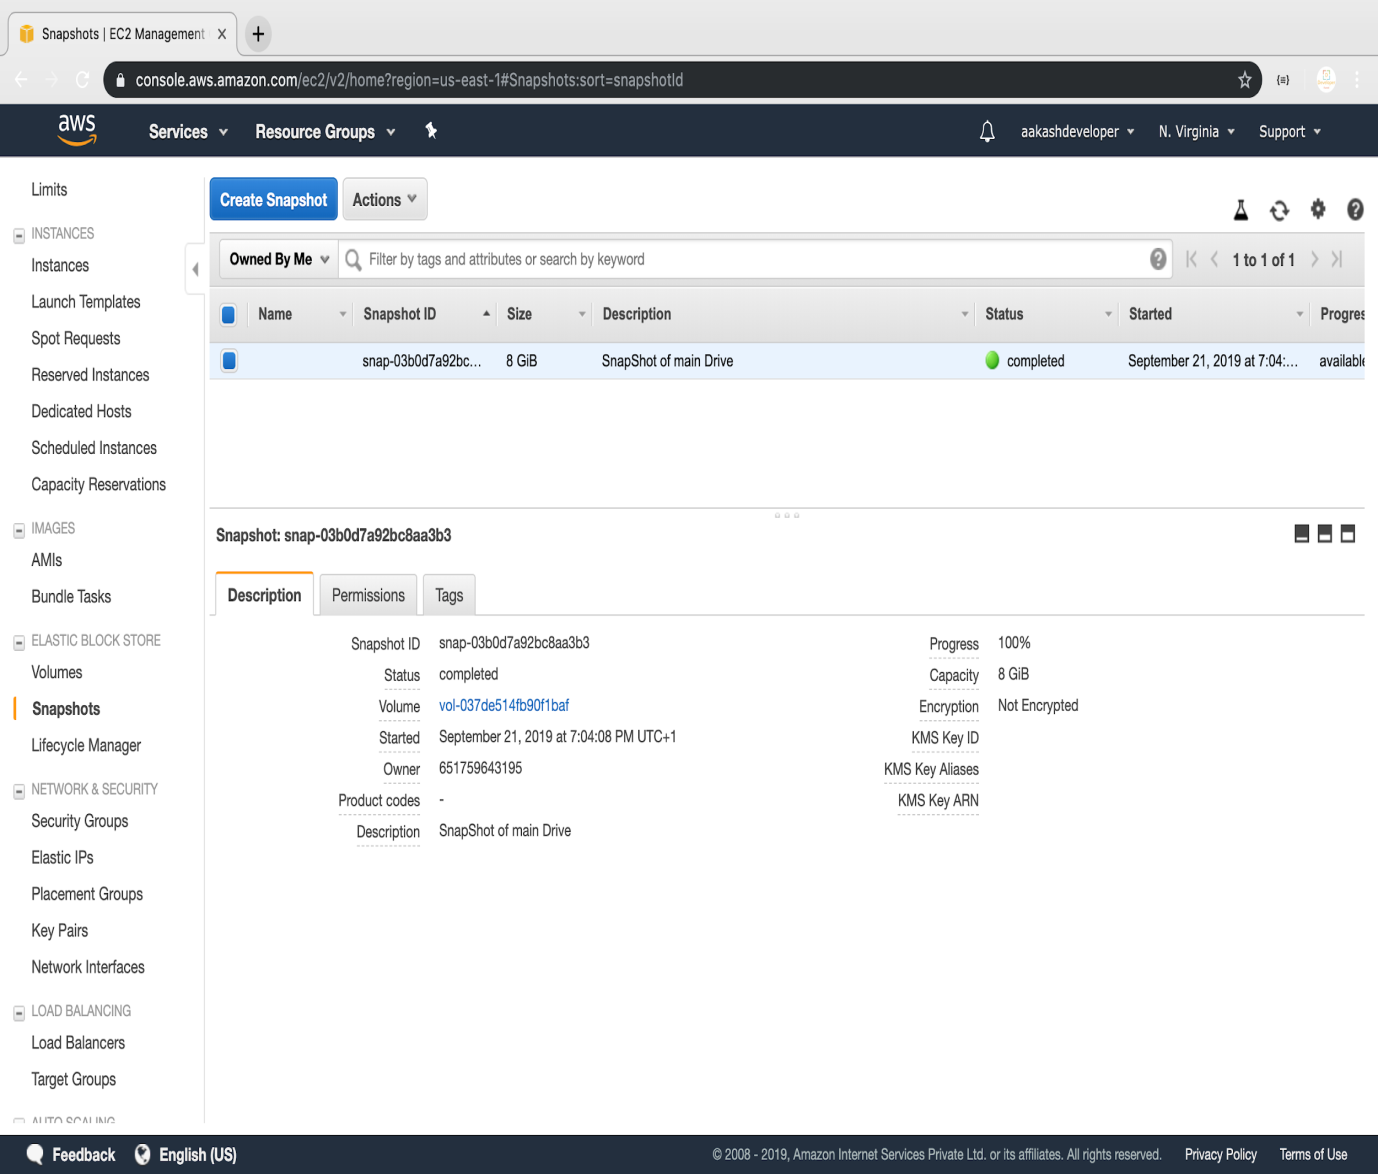 Snapshots | EC2 Management
console.aws.amazon.com/ec2/v2/home?region=us-east-1#Snapshots:sort=snapshotId
aws Services Resource Groups aakashdeveloper N. Virginia Support
Limits
INSTANCES
Instances
Launch Templates
Spot Requests
Reserved Instances
Dedicated Hosts
Scheduled Instances
Capacity Reservations
IMAGES
AMIs
Bundle Tasks
ELASTIC BLOCK STORE
Volumes
Snapshots
Lifecycle Manager
NETWORK & SECURITY
Security Groups
Elastic IPs
Placement Groups
Key Pairs
Network Interfaces
LOAD BALANCING
Load Balancers
Target Groups
AUTO SCALING
Create Snapshot Actions
Owned By Me Filter by tags and attributes or search by keyword 1 to 1 of 1
Name Snapshot ID Size Description Status Started Progres
snap-03b0d7a92bc... 8 GiB SnapShot of main Drive completed September 21, 2019 at 7:04:... available
Snapshot: snap-03b0d7a92bc8aa3b3
Description Permissions Tags
Snapshot ID snap-03b0d7a92bc8aa3b3 Progress 100%
Status completed Capacity 8 GiB
Volume vol-037de514fb90f1baf Encryption Not Encrypted
Started September 21, 2019 at 7:04:08 PM UTC+1 KMS Key ID
Owner 651759643195 KMS Key Aliases
Product codes - KMS Key ARN
Description SnapShot of main Drive
Feedback English (US) © 2008 - 2019, Amazon Internet Services Private Ltd. or its affiliates. All rights reserved. Privacy Policy Terms of Use